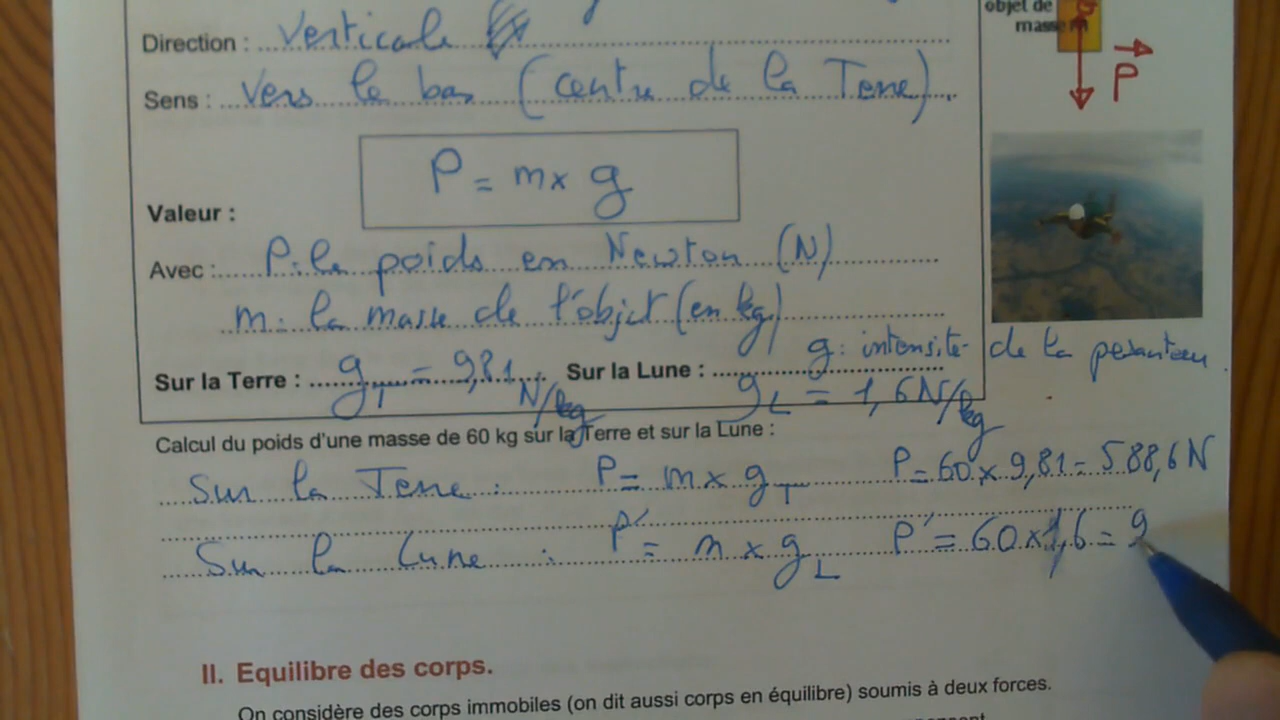 objet de
masse
Direction : Verticale
P
Sens : Vers le bas (centre de la Terre)
P = m x g
Valeur :
Avec : P : le poids en Newton (N)
m : la masse de l'objet (en kg)
g : intensité de la pesanteur
Sur la Terre : gT = 9,81 N/kg Sur la Lune : gL = 1,6 N/kg
Calcul du poids d'une masse de 60 kg sur la Terre et sur la Lune :
Sur la Terre : P = m x gT P = 60 x 9,81 = 588,6 N
Sur la Lune : P' = m x gL P' = 60 x 1,6 = 9
II. Equilibre des corps.
On considère des corps immobiles (on dit aussi corps en équilibre) soumis à deux forces.